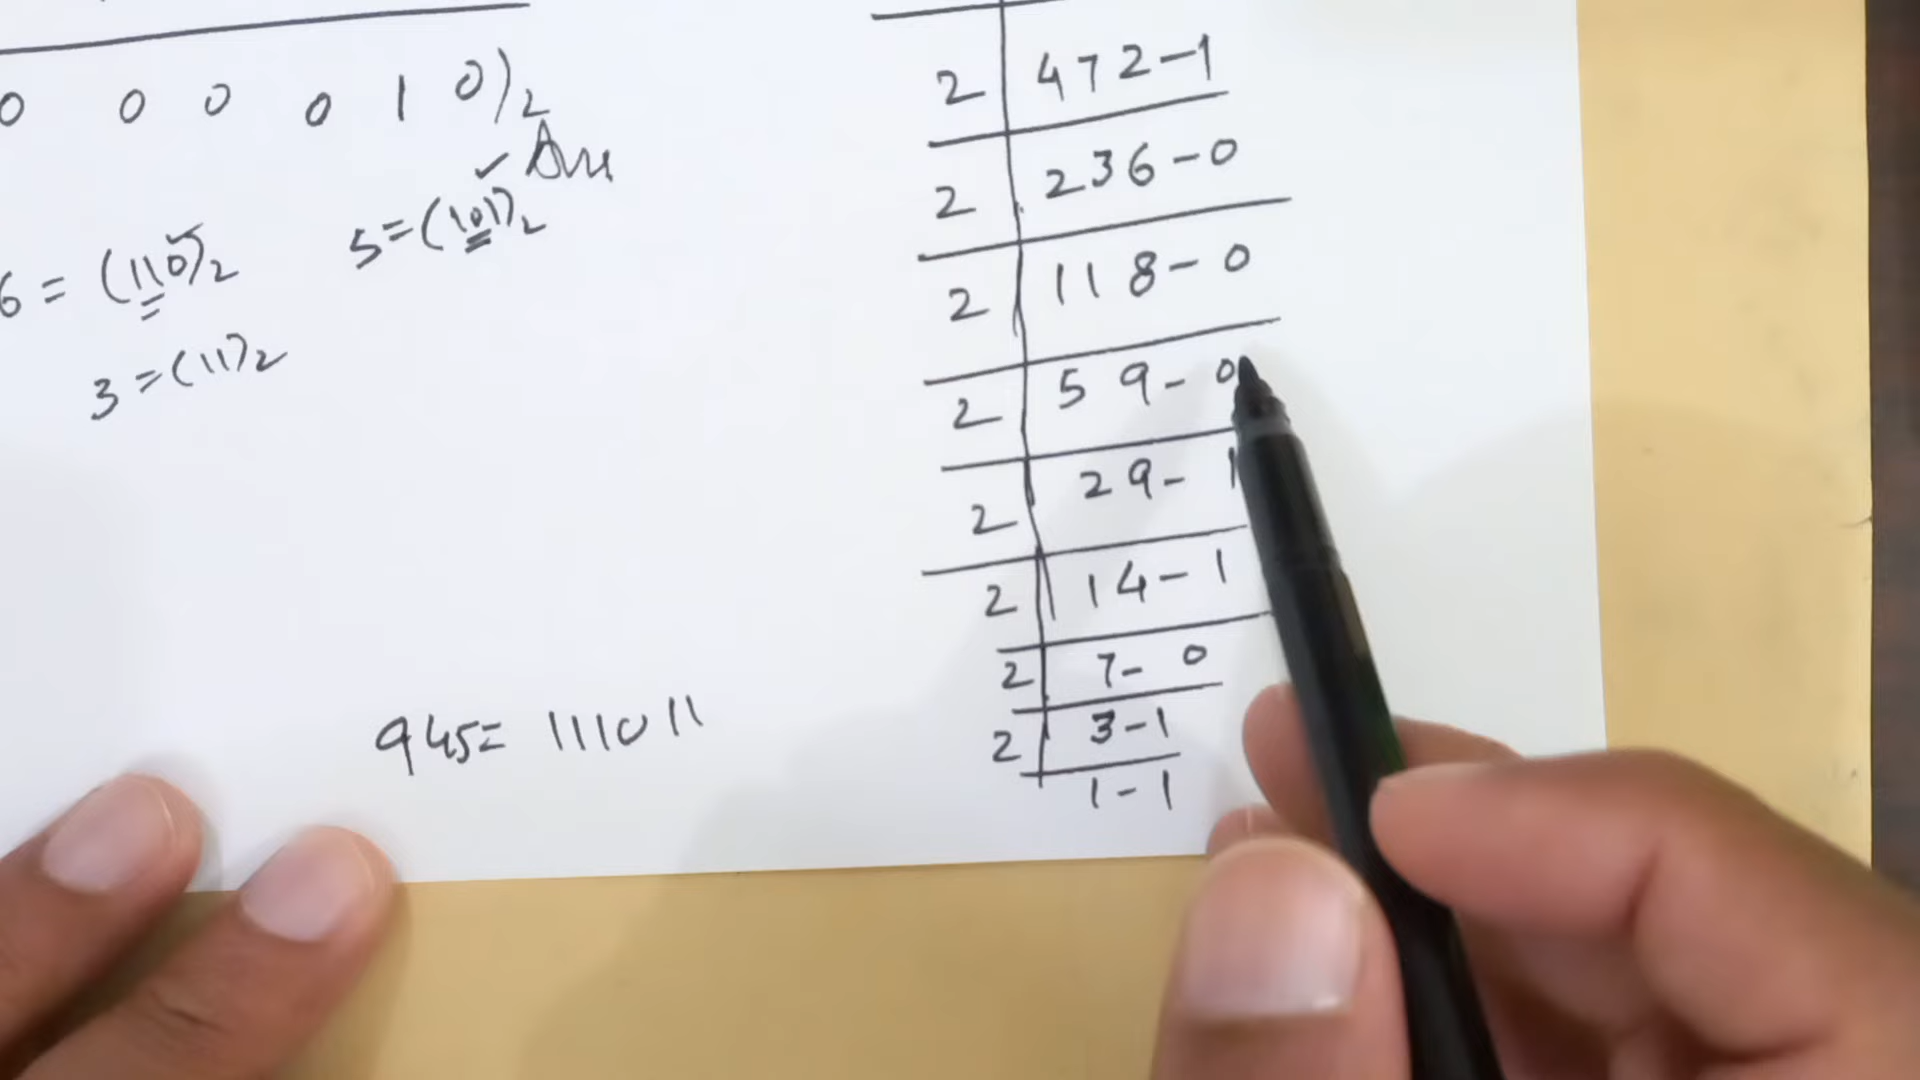 0 0 0 0 1 0)2
Ans
6 = (110)2
5 = (101)2
3 = (11)2
945 = 111011
2 | 472 - 1
2 | 236 - 0
2 | 118 - 0
2 | 59 - 0
2 | 29 - 1
2 | 14 - 1
2 | 7 - 0
2 | 3 - 1
1 - 1